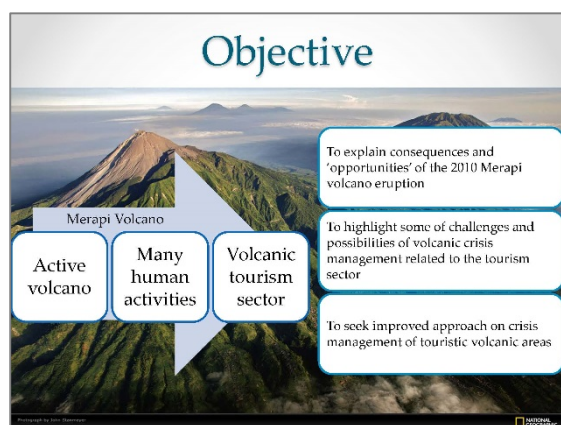 Objective
Merapi Volcano
Active
volcano
Many
human
activities
Volcanic
tourism
sector
To explain consequences and
'opportunities' of the 2010 Merapi
volcano eruption
To highlight some of challenges and
possibilities of volcanic crisis
management related to the tourism
sector
To seek improved approach on crisis
management of touristic volcanic areas
NATIONAL
GEOGRAPHIC